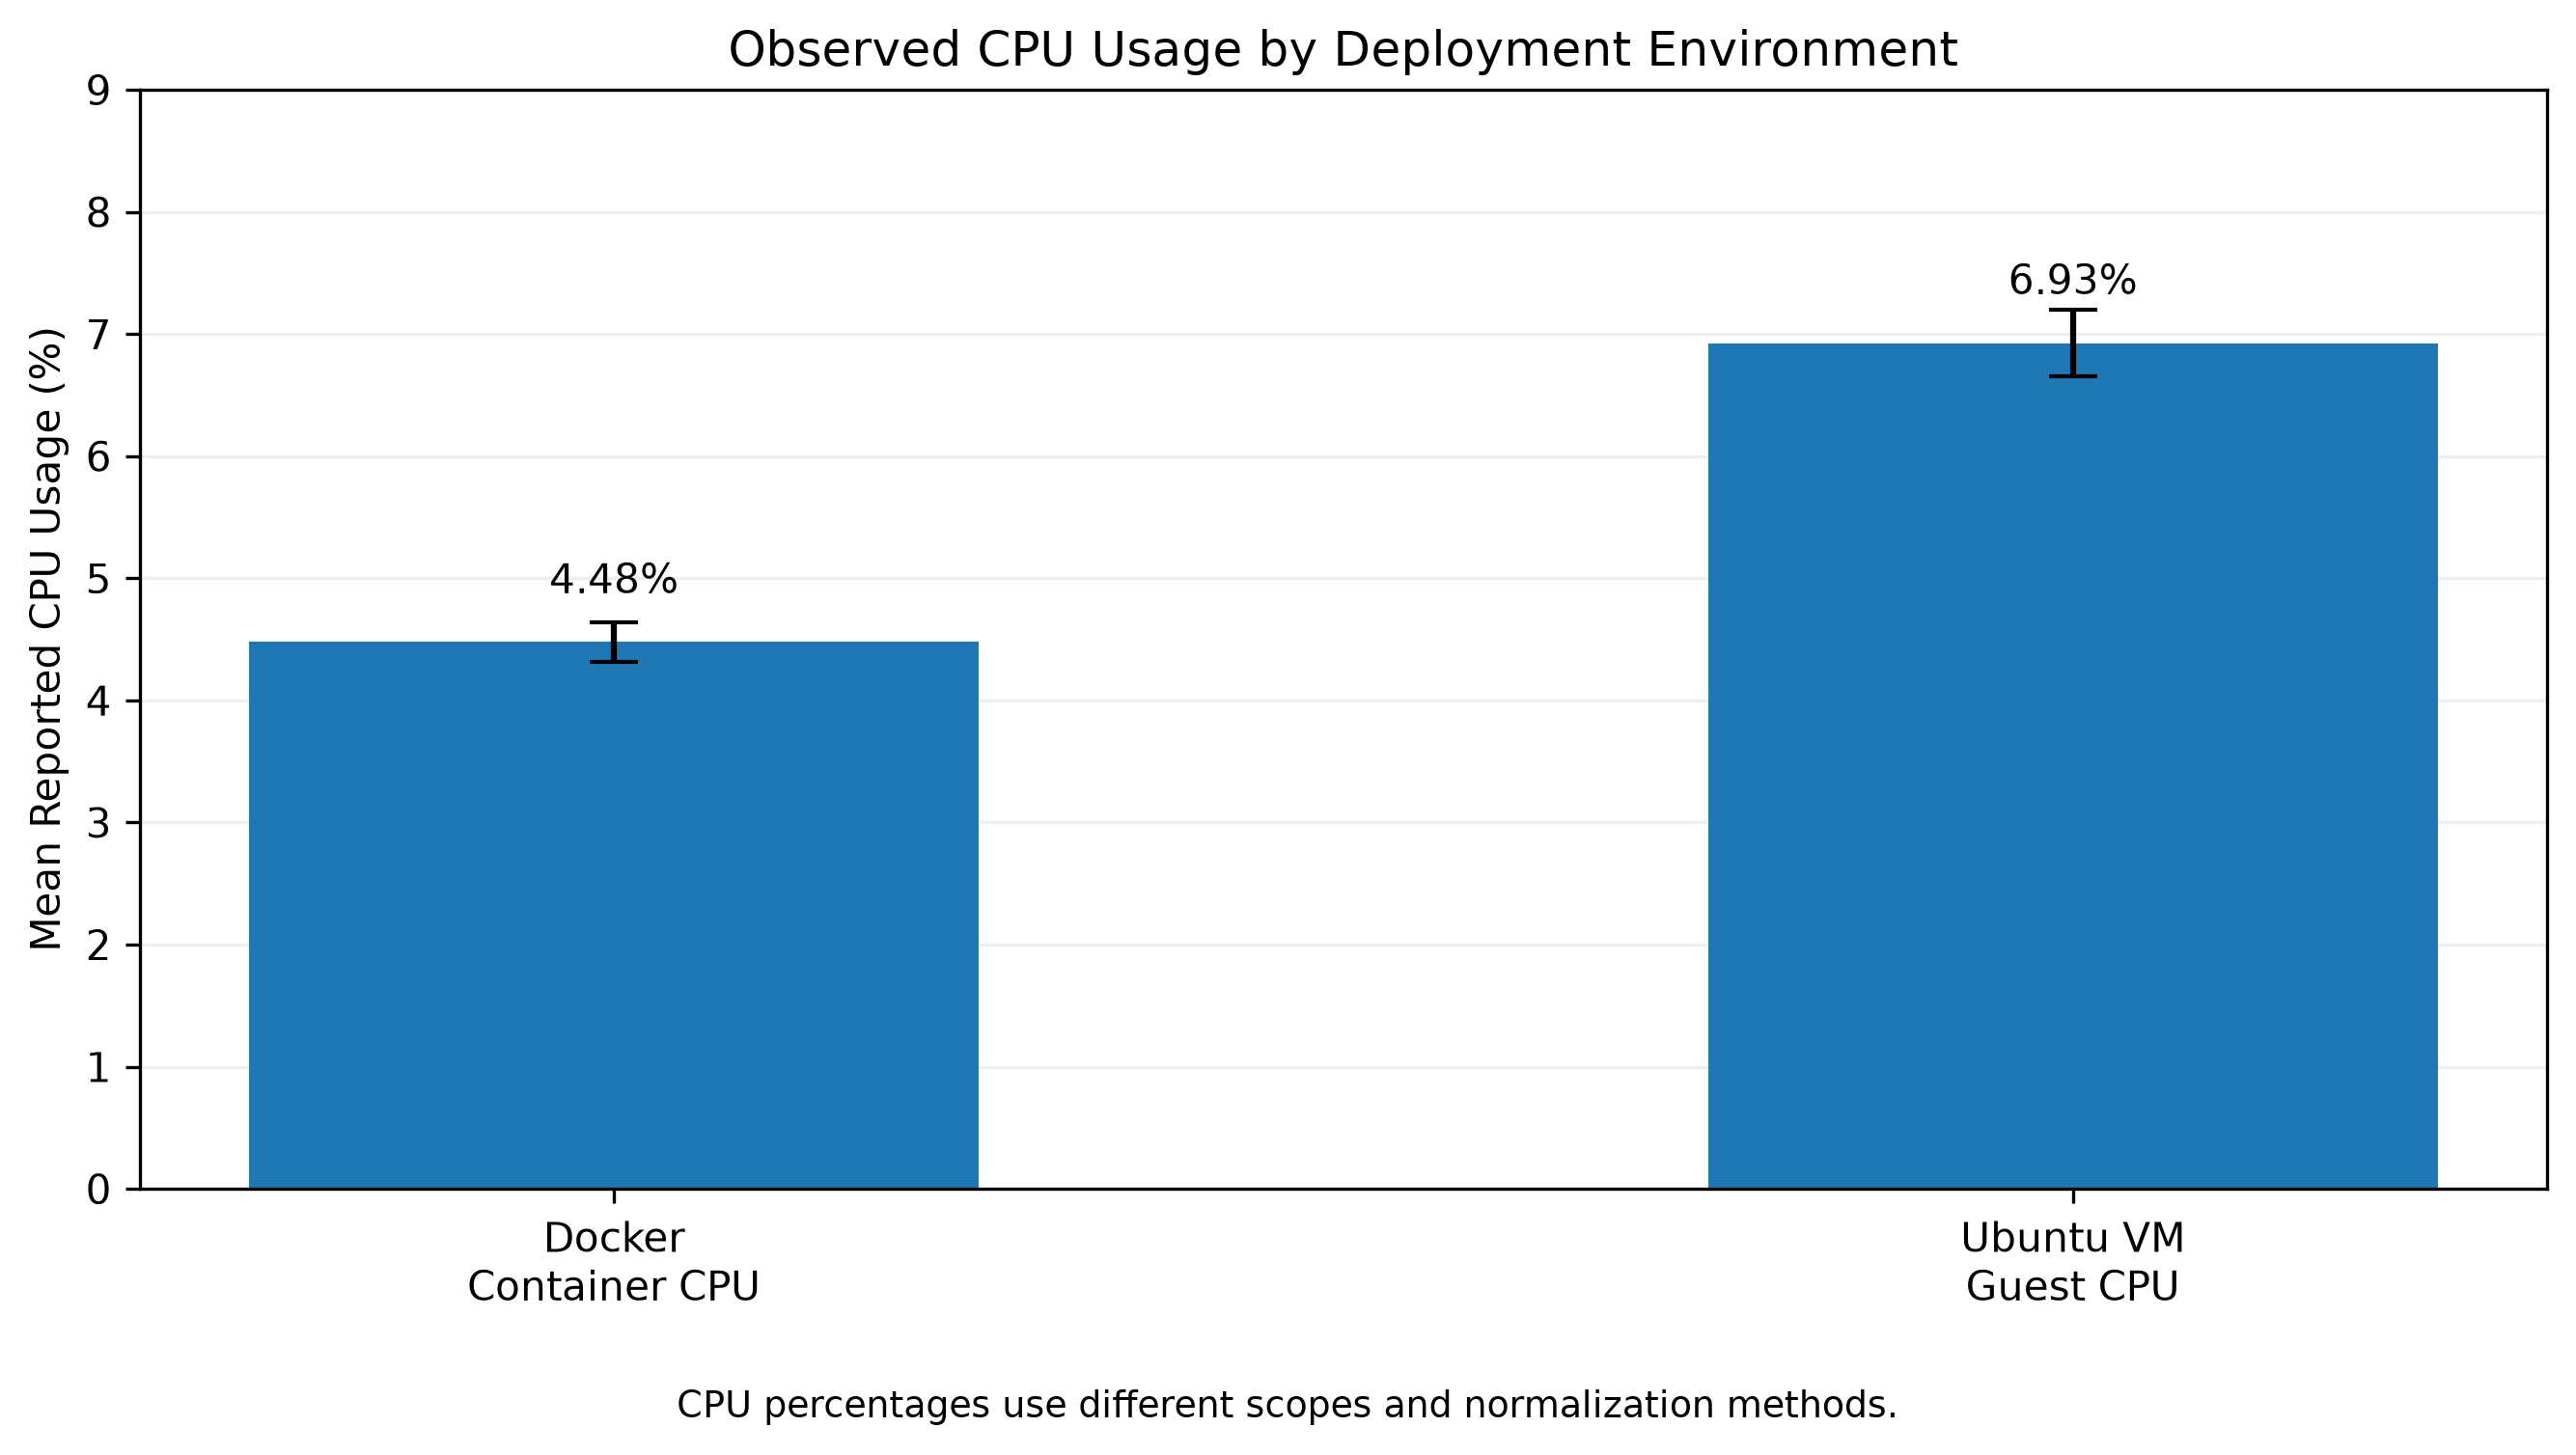 Observed CPU Usage by Deployment Environment
Mean Reported CPU Usage (%)
9
8
7
6
5
4
3
2
1
0
4.48%
6.93%
Docker
Container CPU
Ubuntu VM
Guest CPU
CPU percentages use different scopes and normalization methods.